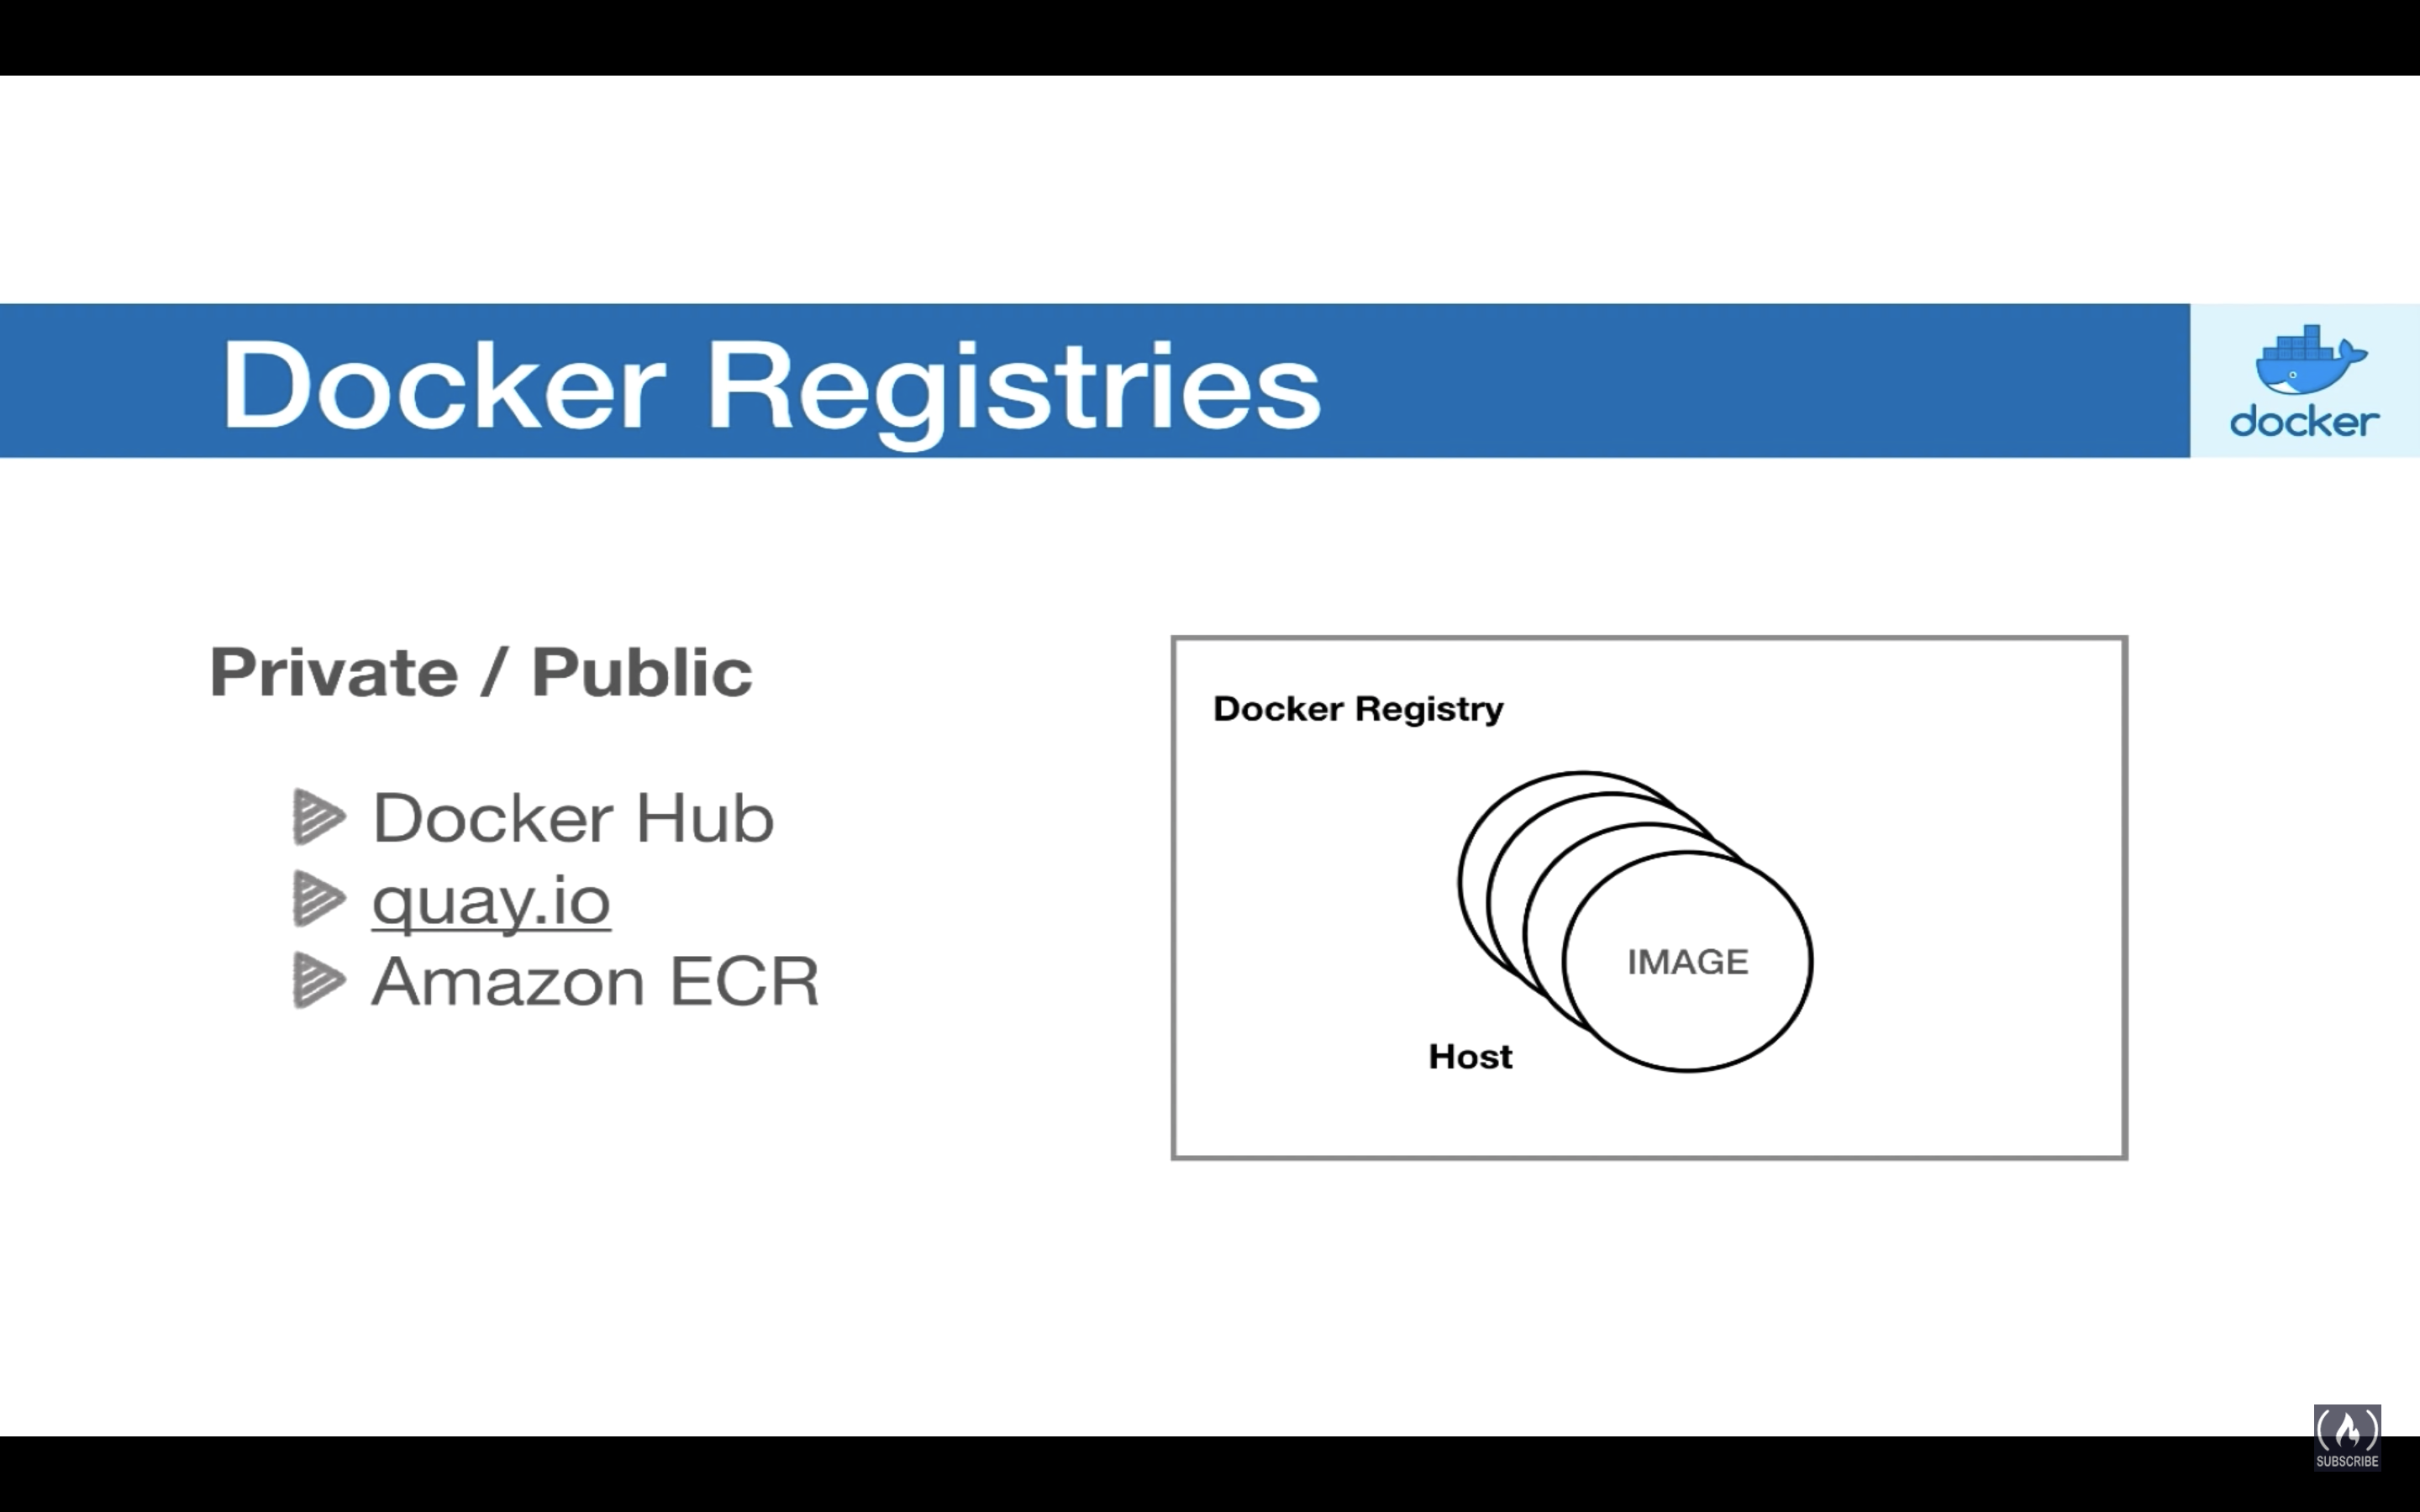 Docker Registries
docker
Private / Public
Docker Hub
quay.io
Amazon ECR
Docker Registry
IMAGE
Host
SUBSCRIBE